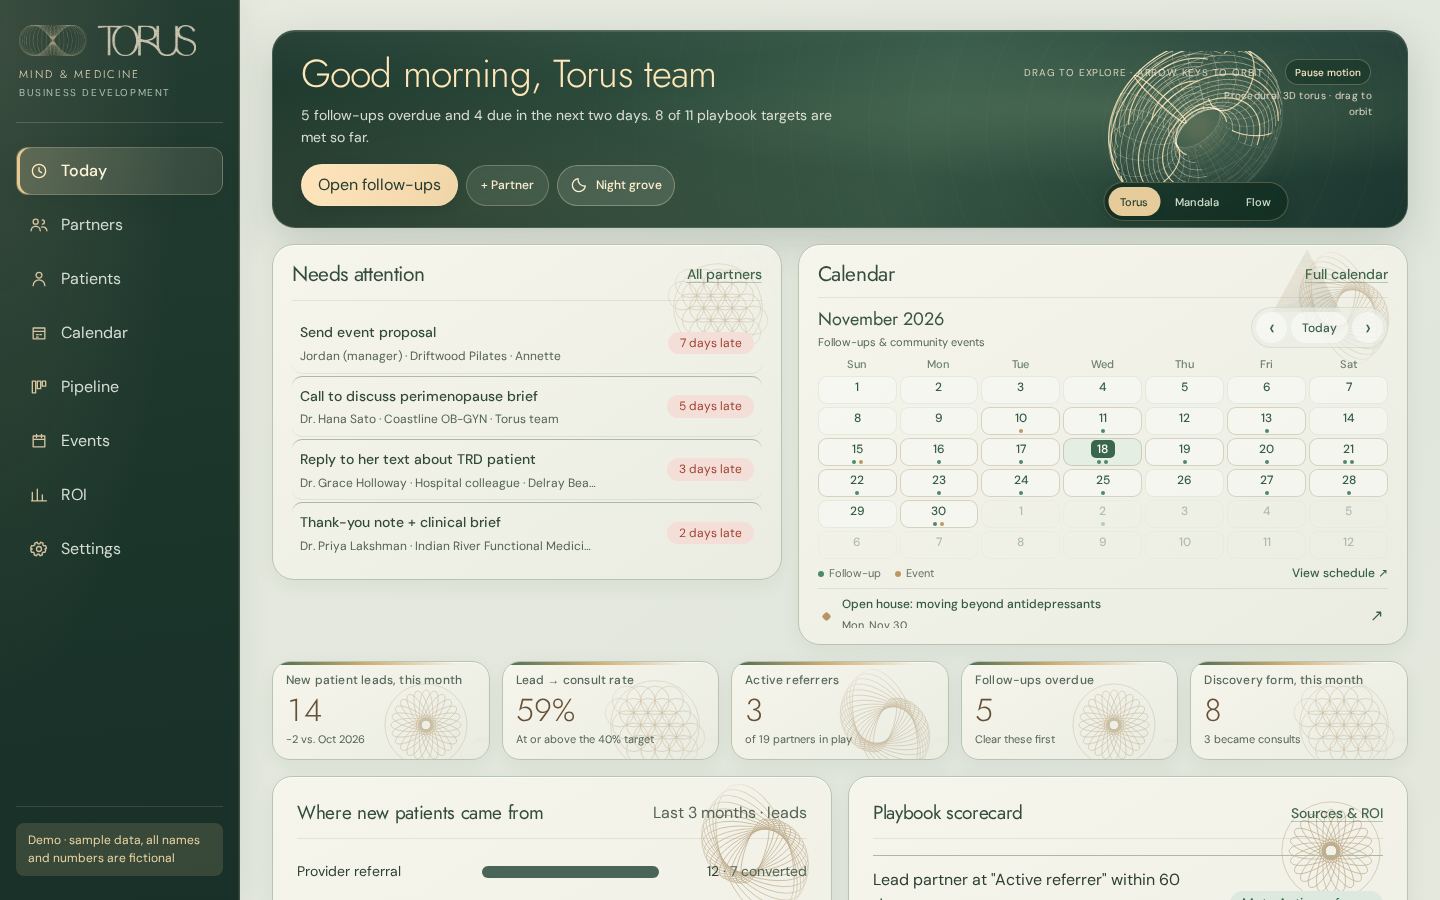 TORUS
MIND & MEDICINE
BUSINESS DEVELOPMENT
Today
Partners
Patients
Calendar
Pipeline
Events
ROI
Settings
Demo · sample data, all names
and numbers are fictional
Good morning, Torus team
5 follow-ups overdue and 4 due in the next two days. 8 of 11 playbook targets are
met so far.
Open follow-ups
+ Partner
Night grove
DRAG TO EXPLORE · ARROW KEYS TO ORBIT
Pause motion
Procedural 3D torus · drag to
orbit
Torus
Mandala
Flow
Needs attention
All partners
Send event proposal
Jordan (manager) · Driftwood Pilates · Annette
7 days late
Call to discuss perimenopause brief
Dr. Hana Sato · Coastline OB-GYN · Torus team
5 days late
Reply to her text about TRD patient
Dr. Grace Holloway · Hospital colleague · Delray Bea…
3 days late
Thank-you note + clinical brief
Dr. Priya Lakshman · Indian River Functional Medici…
2 days late
Calendar
Full calendar
November 2026
Follow-ups & community events
‹ Today ›
Sun Mon Tue Wed Thu Fri Sat
1 2 3 4 5 6 7
8 9 10 11 12 13 14
15 16 17 18 19 20 21
22 23 24 25 26 27 28
29 30 1 2 3 4 5
6 7 8 9 10 11 12
Follow-up
Event
View schedule ↗
Open house: moving beyond antidepressants
Mon, Nov 30
↗
New patient leads, this month
14
-2 vs. Oct 2026
Lead → consult rate
59%
At or above the 40% target
Active referrers
3
of 19 partners in play
Follow-ups overdue
5
Clear these first
Discovery form, this month
8
3 became consults
Where new patients came from
Last 3 months · leads
Provider referral
12 · 7 converted
Playbook scorecard
Sources & ROI
Lead partner at "Active referrer" within 60